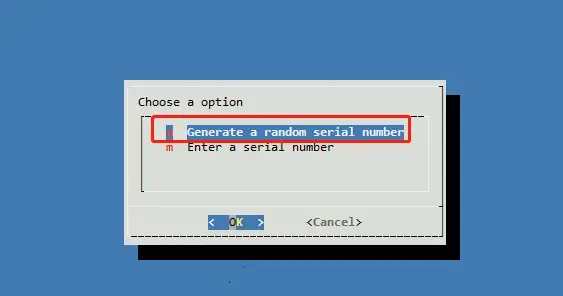 Choose a option
Generate a random serial number
m Enter a serial number
< OK > <Cancel>